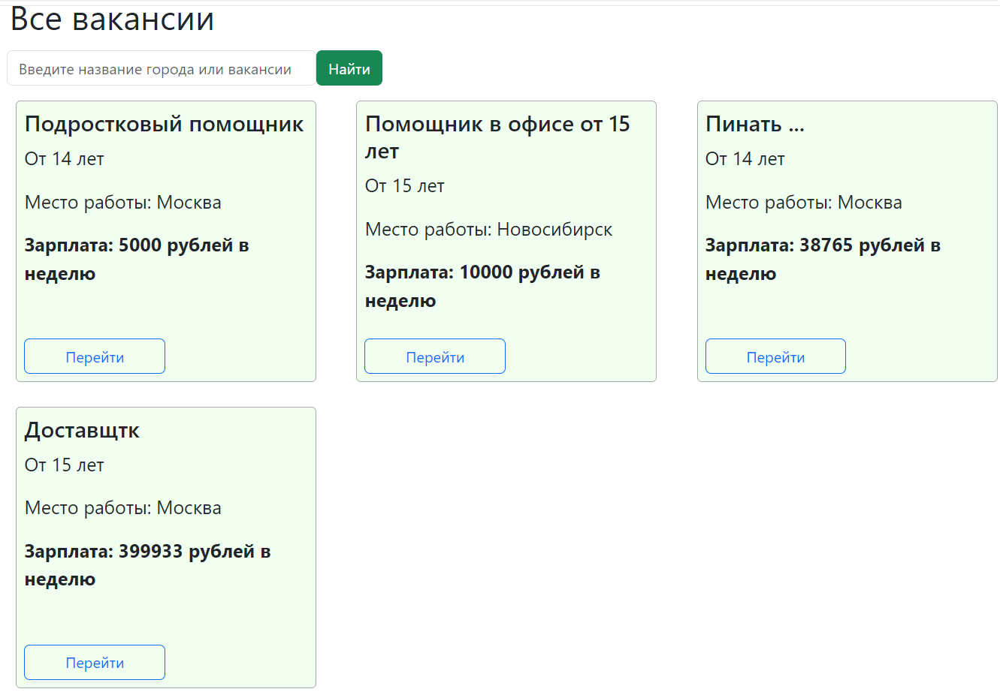 Все вакансии
Введите название города или вакансии
Найти
Подростковый помощник
От 14 лет
Место работы: Москва
Зарплата: 5000 рублей в
неделю
Перейти
Помощник в офисе от 15
лет
От 15 лет
Место работы: Новосибирск
Зарплата: 10000 рублей в
неделю
Перейти
Пинать ...
От 14 лет
Место работы: Москва
Зарплата: 38765 рублей в
неделю
Перейти
Доставщтк
От 15 лет
Место работы: Москва
Зарплата: 399933 рублей в
неделю
Перейти